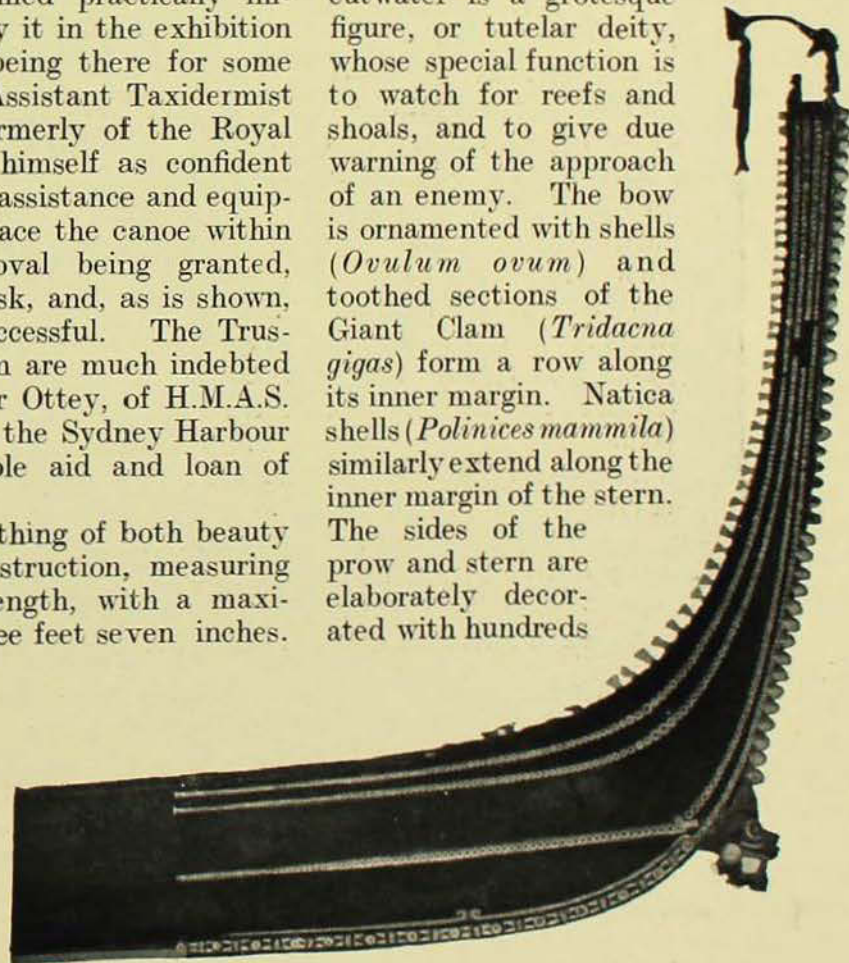 y it in the exhibition
being there for some
Assistant Taxidermist
rmerly of the Royal
himself as confident
assistance and equip-
ace the canoe within
oval being granted,
sk, and, as is shown,
ccessful. The Trus-
n are much indebted
r Ottey, of H.M.A.S.
the Sydney Harbour
ble aid and loan of
thing of both beauty
struction, measuring
ength, with a maxi-
ee feet seven inches.
figure, or tutelar deity,
whose special function is
to watch for reefs and
shoals, and to give due
warning of the approach
of an enemy. The bow
is ornamented with shells
(Ovulum ovum) and
toothed sections of the
Giant Clam (Tridacna
gigas) form a row along
its inner margin. Natica
shells (Polinices mammila)
similarly extend along the
inner margin of the stern.
The sides of the
prow and stern are
elaborately decor-
ated with hundreds